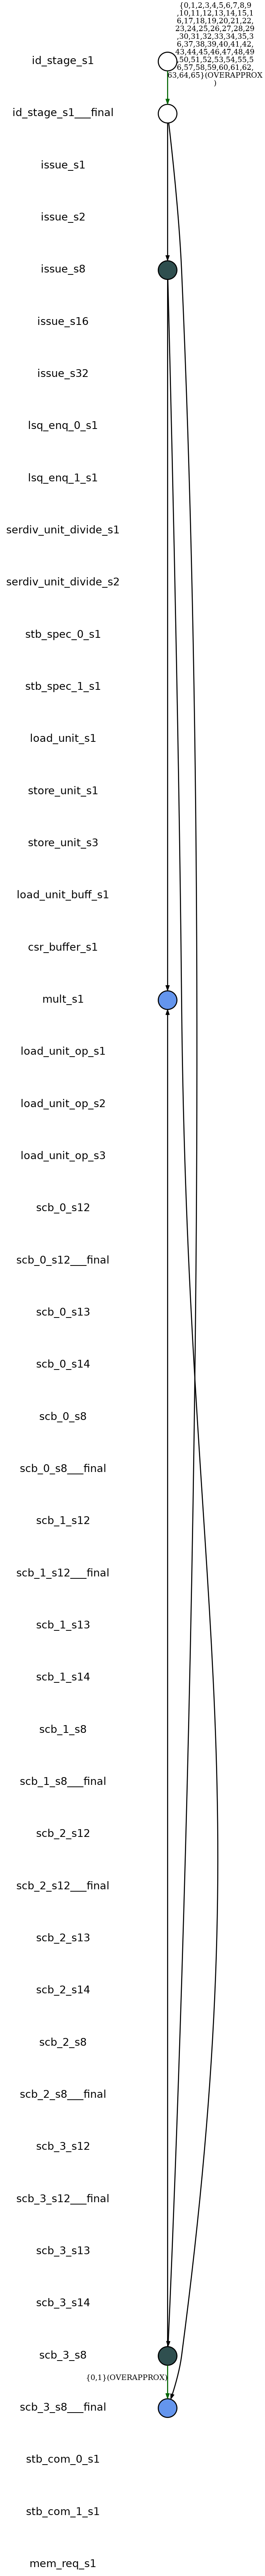 {0,1,2,3,4,5,6,7,8,9
,10,11,12,13,14,15,1
6,17,18,19,20,21,22,
23,24,25,26,27,28,29
,30,31,32,33,34,35,3
6,37,38,39,40,41,42,
43,44,45,46,47,48,49
,50,51,52,53,54,55,5
6,57,58,59,60,61,62,
63,64,65}(OVERAPPROX
)
id_stage_s1
id_stage_s1___final
issue_s1
issue_s2
issue_s8
issue_s16
issue_s32
lsq_enq_0_s1
lsq_enq_1_s1
serdiv_unit_divide_s1
serdiv_unit_divide_s2
stb_spec_0_s1
stb_spec_1_s1
load_unit_s1
store_unit_s1
store_unit_s3
load_unit_buff_s1
csr_buffer_s1
mult_s1
load_unit_op_s1
load_unit_op_s2
load_unit_op_s3
scb_0_s12
scb_0_s12___final
scb_0_s13
scb_0_s14
scb_0_s8
scb_0_s8___final
scb_1_s12
scb_1_s12___final
scb_1_s13
scb_1_s14
scb_1_s8
scb_1_s8___final
scb_2_s12
scb_2_s12___final
scb_2_s13
scb_2_s14
scb_2_s8
scb_2_s8___final
scb_3_s12
scb_3_s12___final
scb_3_s13
scb_3_s14
scb_3_s8
{0,1}(OVERAPPROX)
scb_3_s8___final
stb_com_0_s1
stb_com_1_s1
mem_req_s1